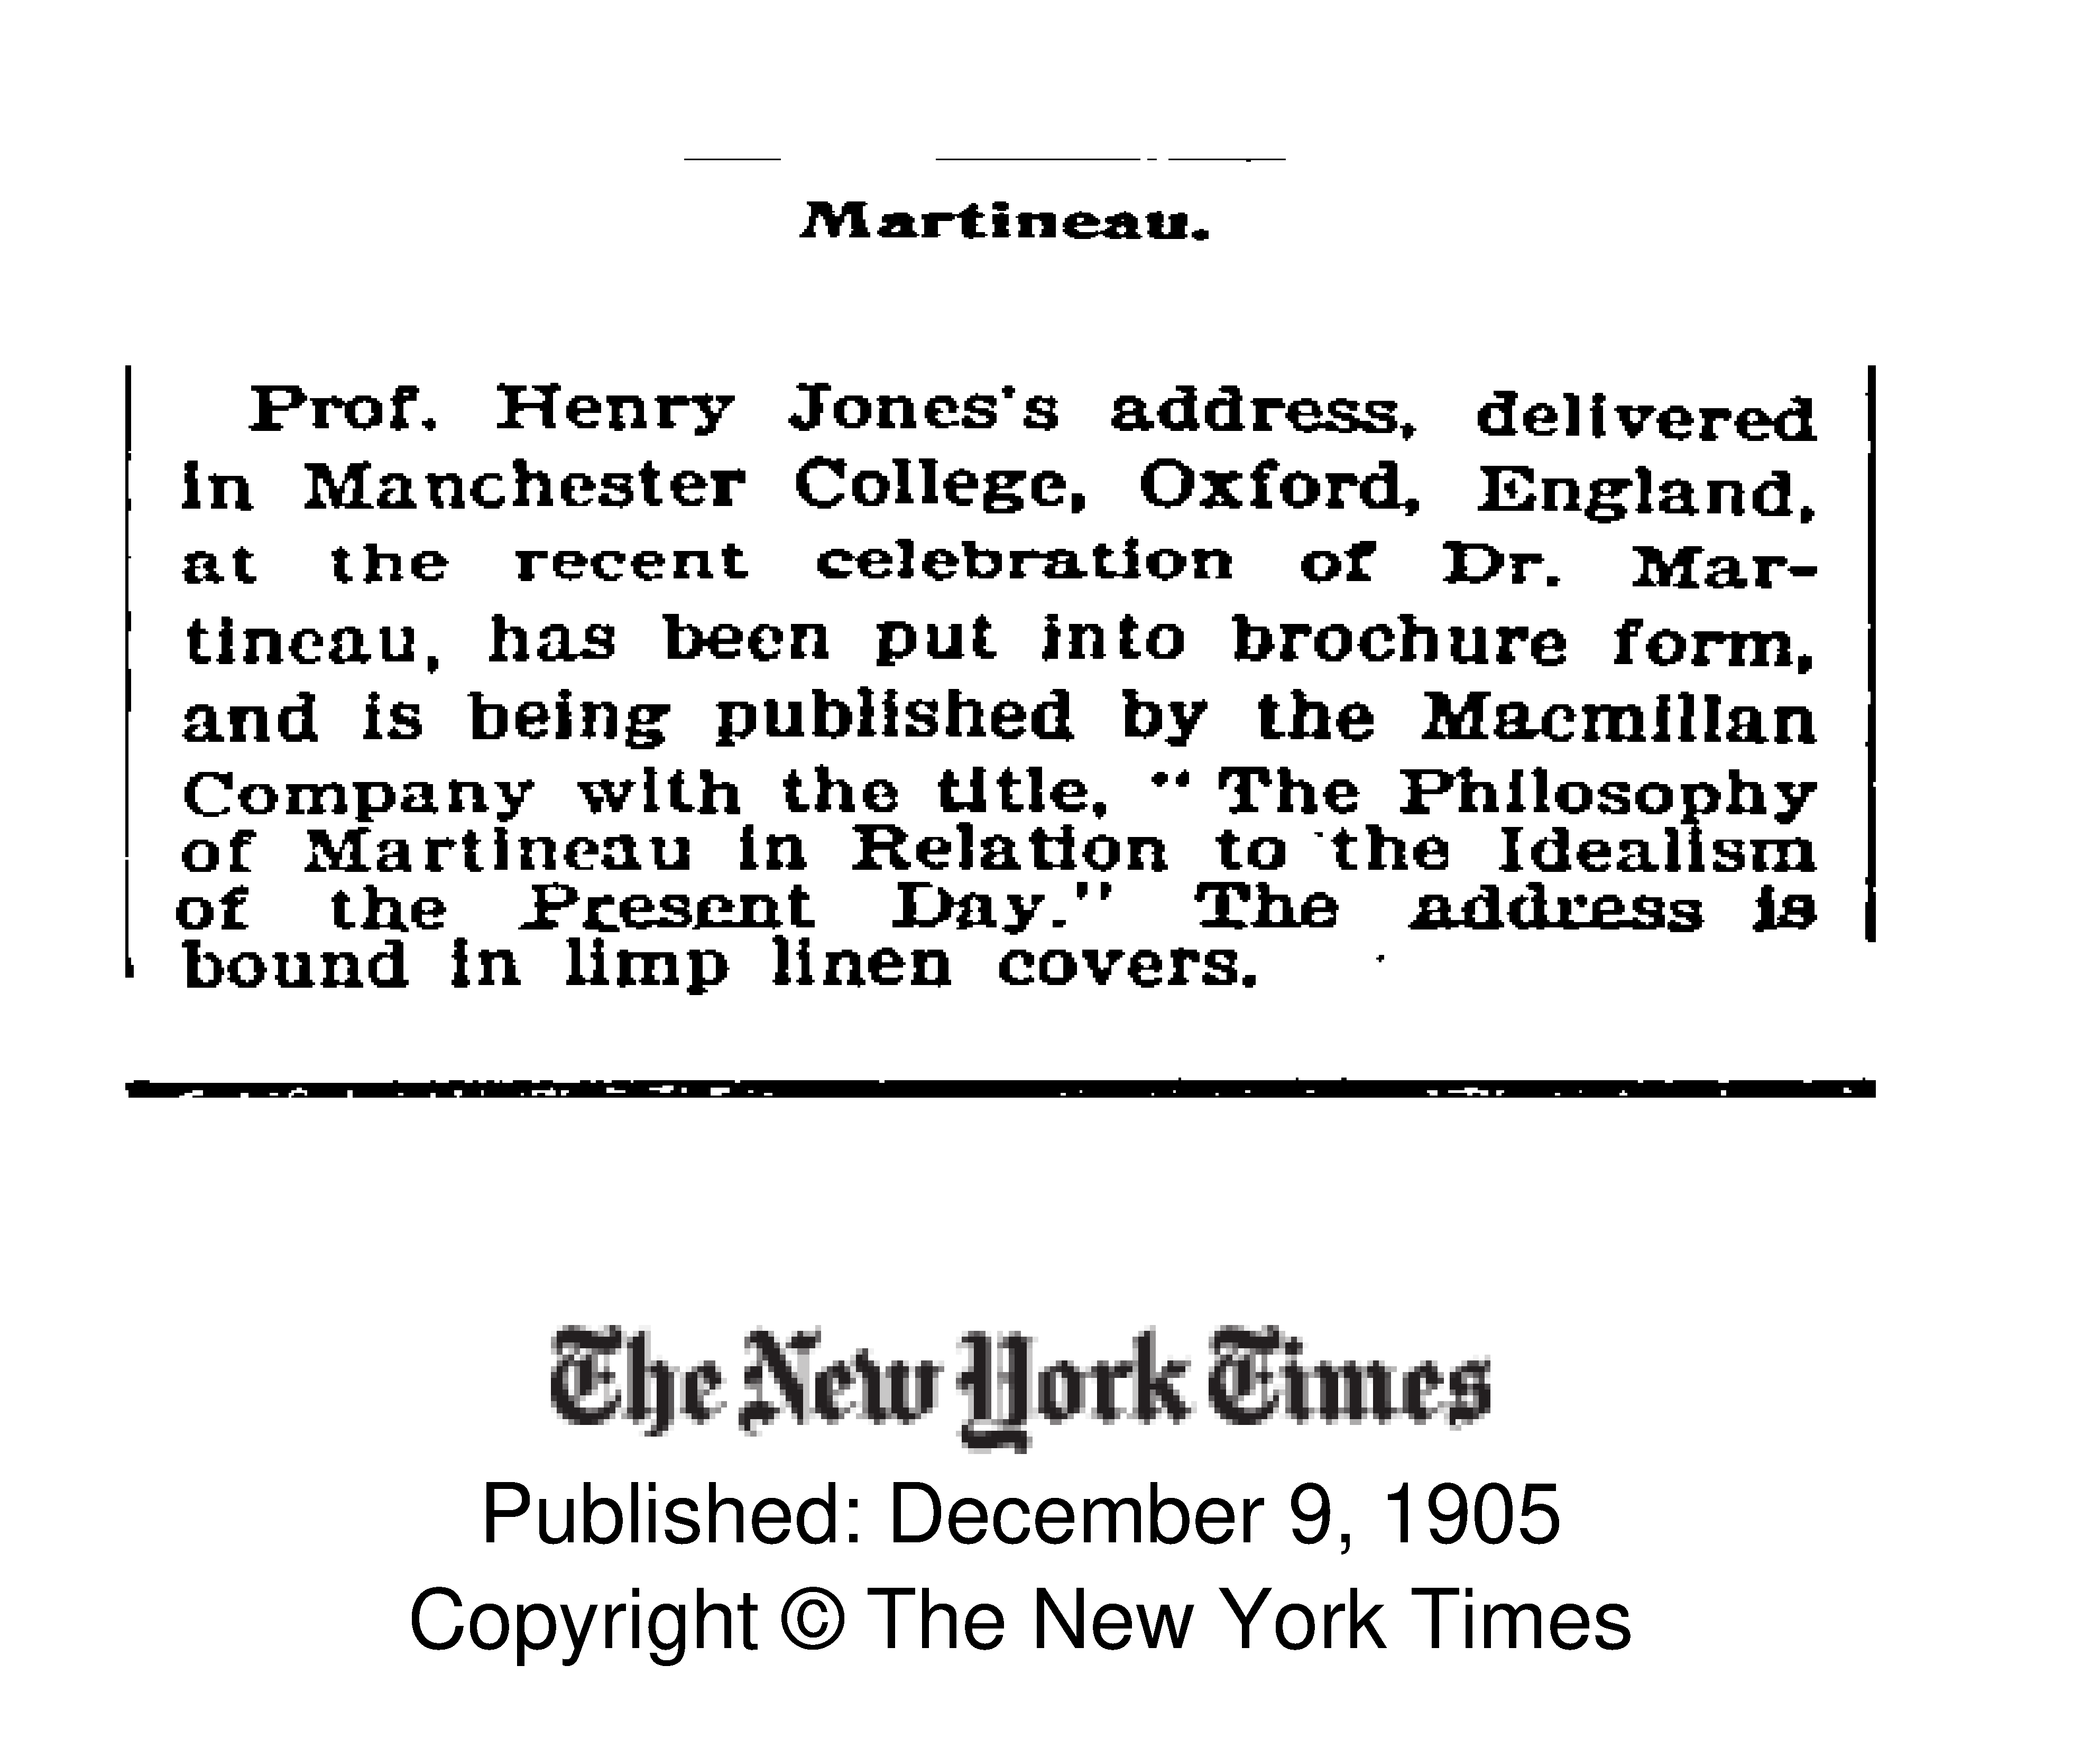 Martineau.
Prof. Henry Jones's address, delivered
in Manchester College, Oxford, England,
at the recent celebration of Dr. Mar-
tineau, has been put into brochure form,
and is being published by the Macmillan
Company with the title, "The Philosophy
of Martineau in Relation to the Idealism
of the Present Day." The address is
bound in limp linen covers.
The New York Times
Published: December 9, 1905
Copyright © The New York Times